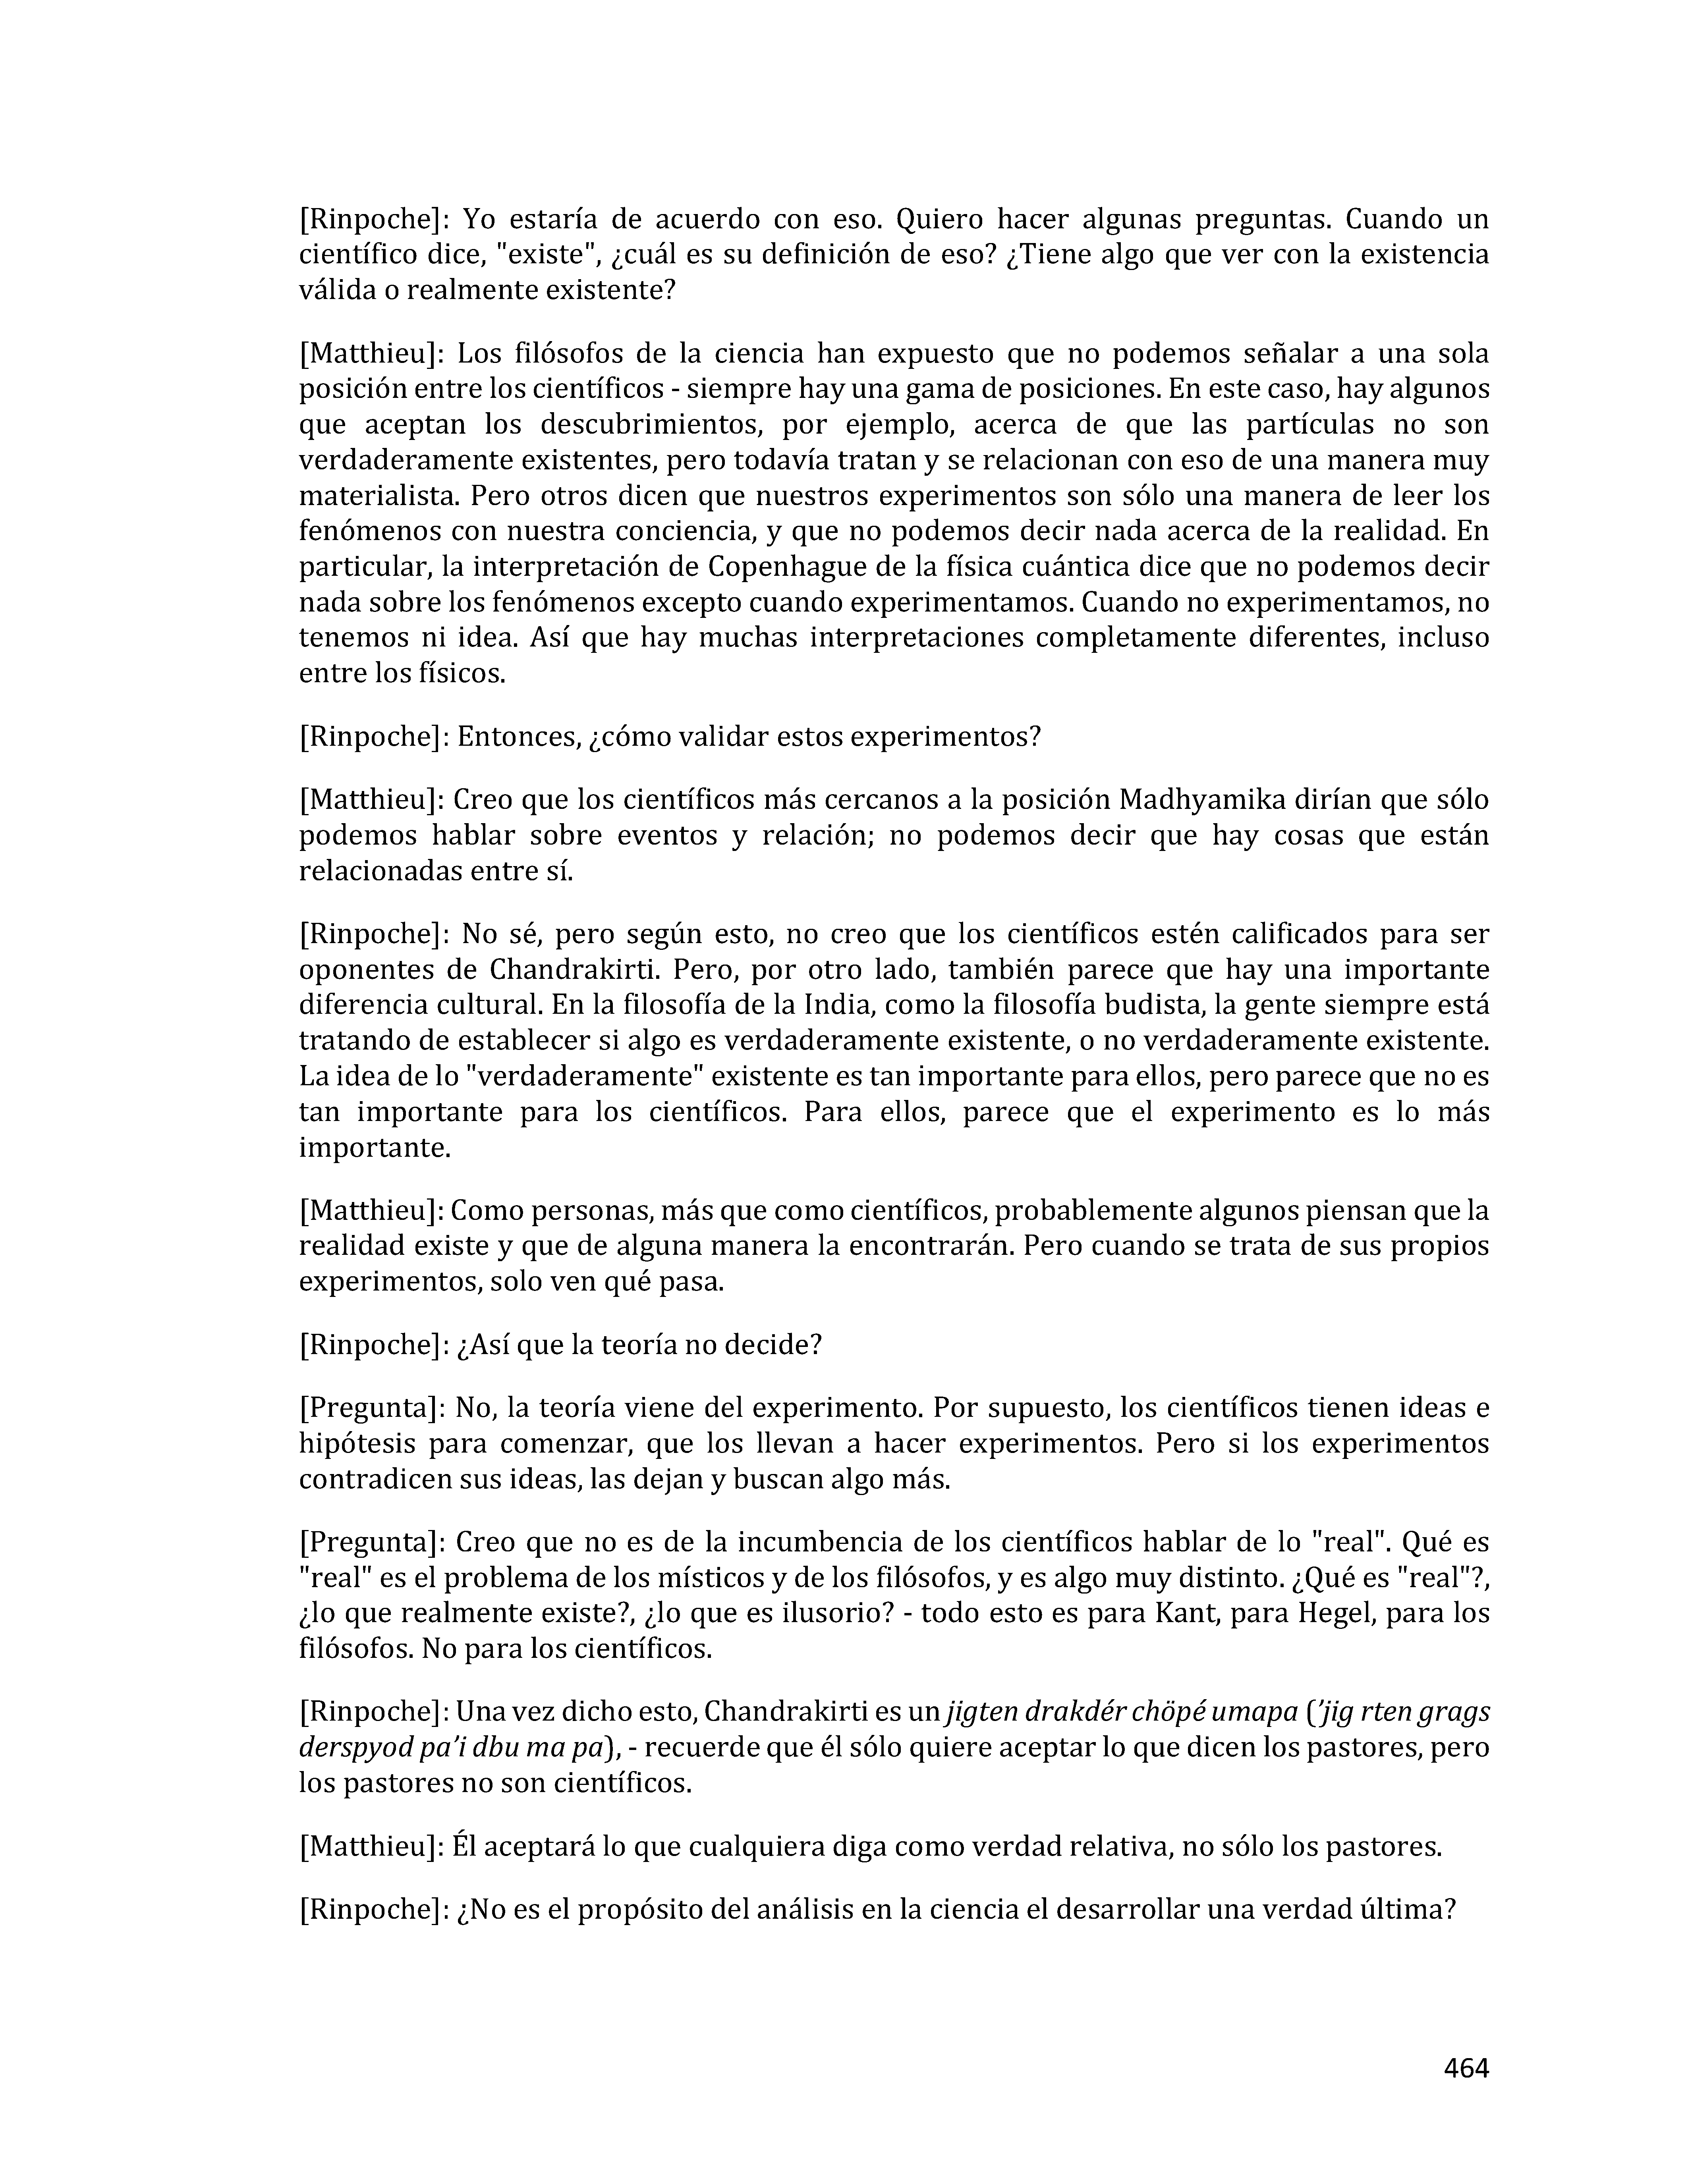 [Rinpoche]: Yo estaría de acuerdo con eso. Quiero hacer algunas preguntas. Cuando un
científico dice, "existe", ¿cuál es su definición de eso? ¿Tiene algo que ver con la existencia
válida o realmente existente?
[Matthieu]: Los filósofos de la ciencia han expuesto que no podemos señalar a una sola
posición entre los científicos - siempre hay una gama de posiciones. En este caso, hay algunos
que aceptan los descubrimientos, por ejemplo, acerca de que las partículas no son
verdaderamente existentes, pero todavía tratan y se relacionan con eso de una manera muy
materialista. Pero otros dicen que nuestros experimentos son sólo una manera de leer los
fenómenos con nuestra conciencia, y que no podemos decir nada acerca de la realidad. En
particular, la interpretación de Copenhague de la física cuántica dice que no podemos decir
nada sobre los fenómenos excepto cuando experimentamos. Cuando no experimentamos, no
tenemos ni idea. Así que hay muchas interpretaciones completamente diferentes, incluso
entre los físicos.
[Rinpoche]: Entonces, ¿cómo validar estos experimentos?
[Matthieu]: Creo que los científicos más cercanos a la posición Madhyamika dirían que sólo
podemos hablar sobre eventos y relación; no podemos decir que hay cosas que están
relacionadas entre sí.
[Rinpoche]: No sé, pero según esto, no creo que los científicos estén calificados para ser
oponentes de Chandrakirti. Pero, por otro lado, también parece que hay una importante
diferencia cultural. En la filosofía de la India, como la filosofía budista, la gente siempre está
tratando de establecer si algo es verdaderamente existente, o no verdaderamente existente.
La idea de lo "verdaderamente" existente es tan importante para ellos, pero parece que no es
tan importante para los científicos. Para ellos, parece que el experimento es lo más
importante.
[Matthieu]: Como personas, más que como científicos, probablemente algunos piensan que la
realidad existe y que de alguna manera la encontrarán. Pero cuando se trata de sus propios
experimentos, solo ven qué pasa.
[Rinpoche]: ¿Así que la teoría no decide?
[Pregunta]: No, la teoría viene del experimento. Por supuesto, los científicos tienen ideas e
hipótesis para comenzar, que los llevan a hacer experimentos. Pero si los experimentos
contradicen sus ideas, las dejan y buscan algo más.
[Pregunta]: Creo que no es de la incumbencia de los científicos hablar de lo "real". Qué es
"real" es el problema de los místicos y de los filósofos, y es algo muy distinto. ¿Qué es "real"?,
¿lo que realmente existe?, ¿lo que es ilusorio? - todo esto es para Kant, para Hegel, para los
filósofos. No para los científicos.
[Rinpoche]: Una vez dicho esto, Chandrakirti es un jigten drakdér chöpé umapa (’jig rten grags
derspyod pa’i dbu ma pa), - recuerde que él sólo quiere aceptar lo que dicen los pastores, pero
los pastores no son científicos.
[Matthieu]: Él aceptará lo que cualquiera diga como verdad relativa, no sólo los pastores.
[Rinpoche]: ¿No es el propósito del análisis en la ciencia el desarrollar una verdad última?
464